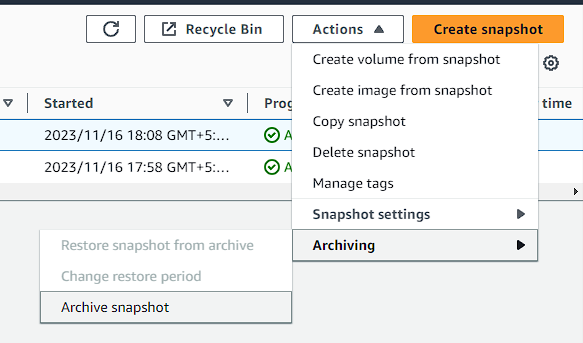 Recycle Bin
Actions
Create snapshot
Create volume from snapshot
Started
Prog
Create image from snapshot
time
Copy snapshot
2023/11/16 18:08 GMT+5:...
A
Delete snapshot
2023/11/16 17:58 GMT+5:...
A
Manage tags
Snapshot settings
Archiving
Restore snapshot from archive
Change restore period
Archive snapshot